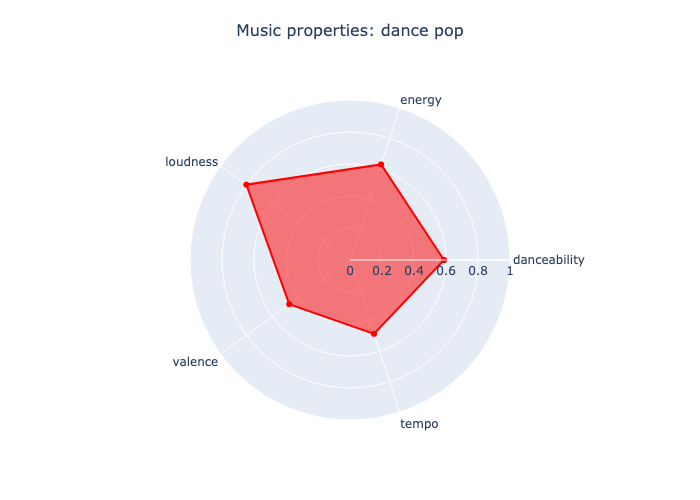 Music properties: dance pop
energy
loudness
danceability
0 0.2 0.4 0.6 0.8 1
valence
tempo